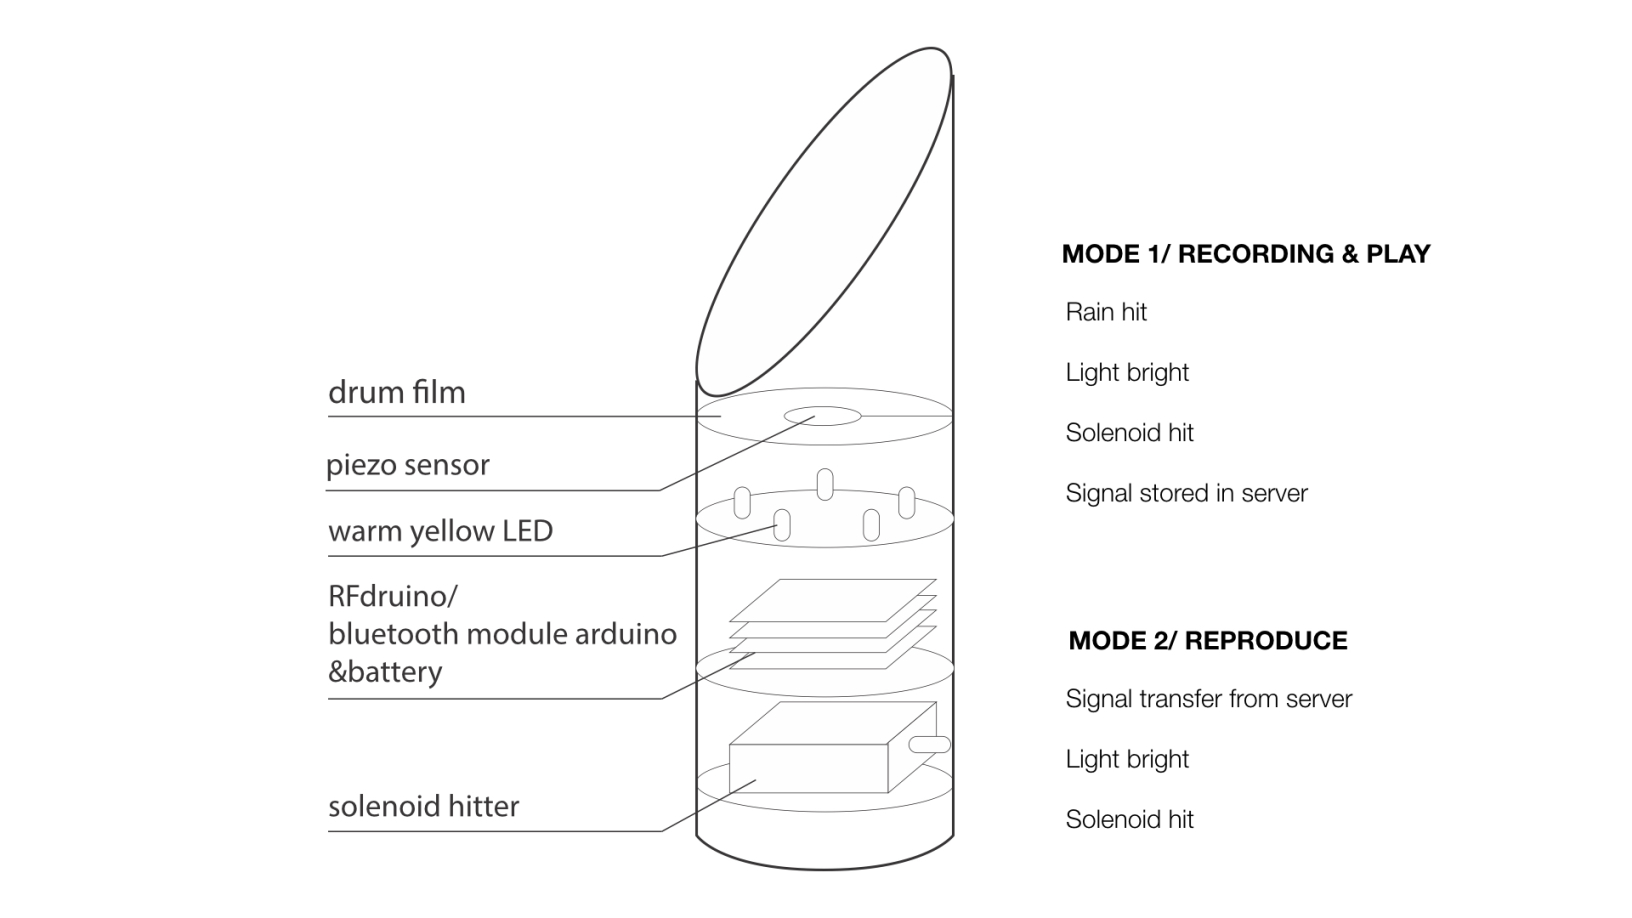 drum film
piezo sensor
warm yellow LED
RFdruino/
bluetooth module arduino
&battery
solenoid hitter
MODE 1/ RECORDING & PLAY
Rain hit
Light bright
Solenoid hit
Signal stored in server
MODE 2/ REPRODUCE
Signal transfer from server
Light bright
Solenoid hit